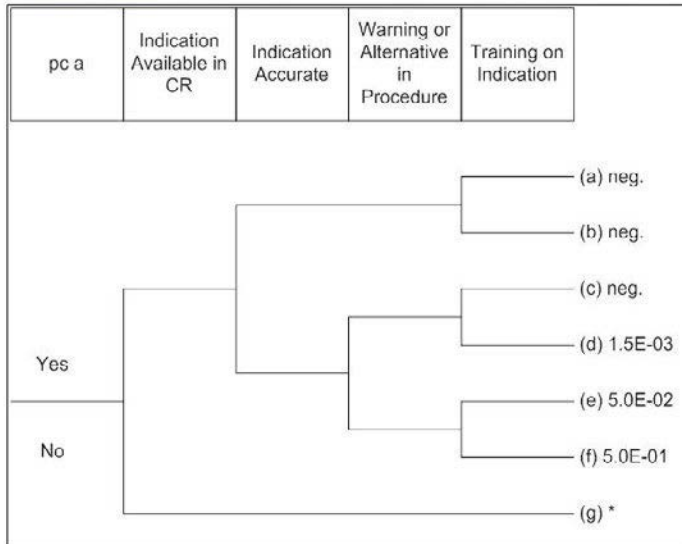 pc a
Indication
Available in
CR
Indication
Accurate
Warning or
Alternative
in
Procedure
Training on
Indication
Yes
No
(a) neg.
(b) neg.
(c) neg.
(d) 1.5E-03
(e) 5.0E-02
(f) 5.0E-01
(g) *